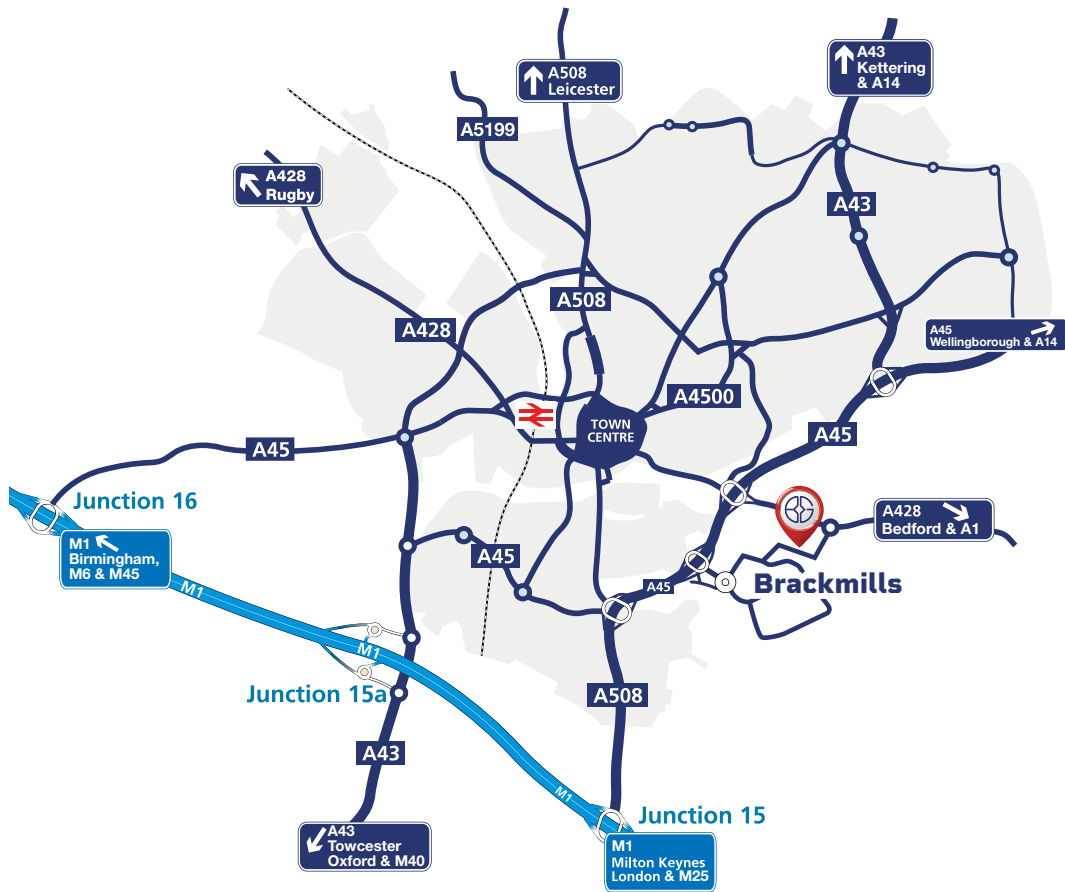 A43
Kettering
& A14
A508
Leicester
A5199
A428
Rugby
A43
A508
A428
A45
Wellingborough & A14
A4500
TOWN
CENTRE
A45
A45
Junction 16
A428
Bedford & A1
M1
Birmingham,
M6 & M45
A45
A45
Brackmills
M1
M1
Junction 15a
A508
A43
M1
Junction 15
A43
Towcester
Oxford & M40
M1
Milton Keynes
London & M25